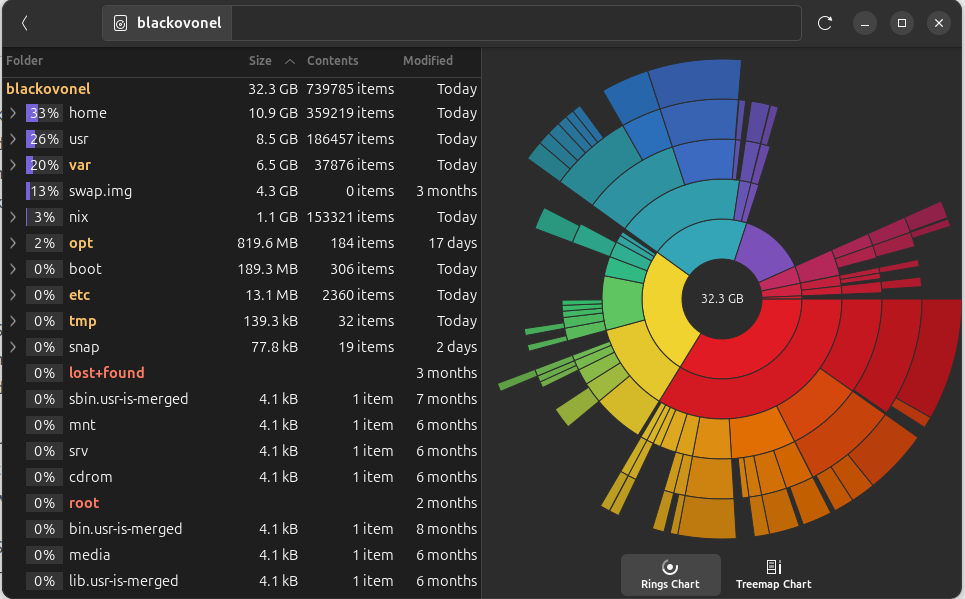 blackovonel
Folder Size Contents Modified
blackovonel 32.3 GB 739785 items Today
33% home 10.9 GB 359219 items Today
26% usr 8.5 GB 186457 items Today
20% var 6.5 GB 37876 items Today
13% swap.img 4.3 GB 0 items 3 months
3% nix 1.1 GB 153321 items Today
2% opt 819.6 MB 184 items 17 days
0% boot 189.3 MB 306 items Today
0% etc 13.1 MB 2360 items Today
0% tmp 139.3 kB 32 items Today
0% snap 77.8 kB 19 items 2 days
0% lost+found 3 months
0% sbin.usr-is-merged 4.1 kB 1 item 7 months
0% mnt 4.1 kB 1 item 6 months
0% srv 4.1 kB 1 item 6 months
0% cdrom 4.1 kB 1 item 6 months
0% root 2 months
0% bin.usr-is-merged 4.1 kB 1 item 8 months
0% media 4.1 kB 1 item 6 months
0% lib.usr-is-merged 4.1 kB 1 item 6 months
32.3 GB
Rings Chart Treemap Chart